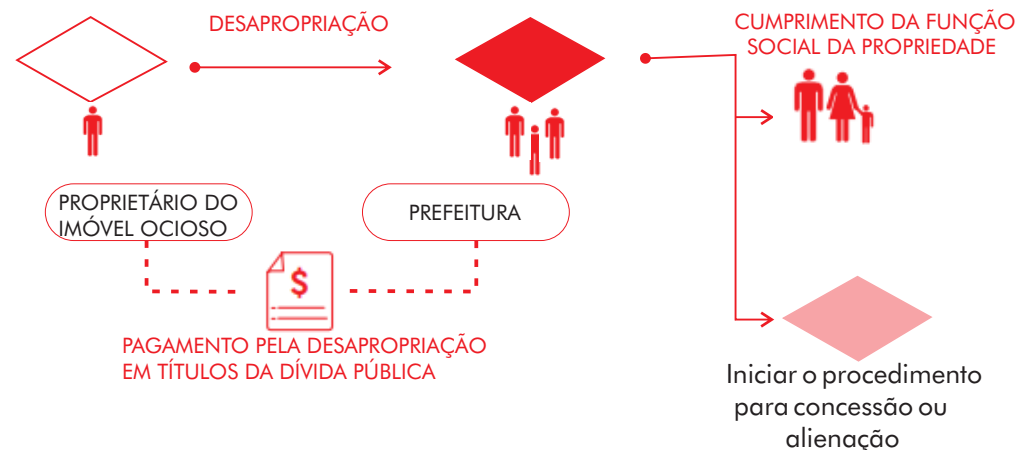 DESAPROPRIAÇÃO
CUMPRIMENTO DA FUNÇÃO
SOCIAL DA PROPRIEDADE
PROPRIETÁRIO DO
IMÓVEL OCIOSO
PREFEITURA
$
PAGAMENTO PELA DESAPROPRIAÇÃO
EM TÍTULOS DA DÍVIDA PÚBLICA
Iniciar o procedimento
para concessão ou
alienação